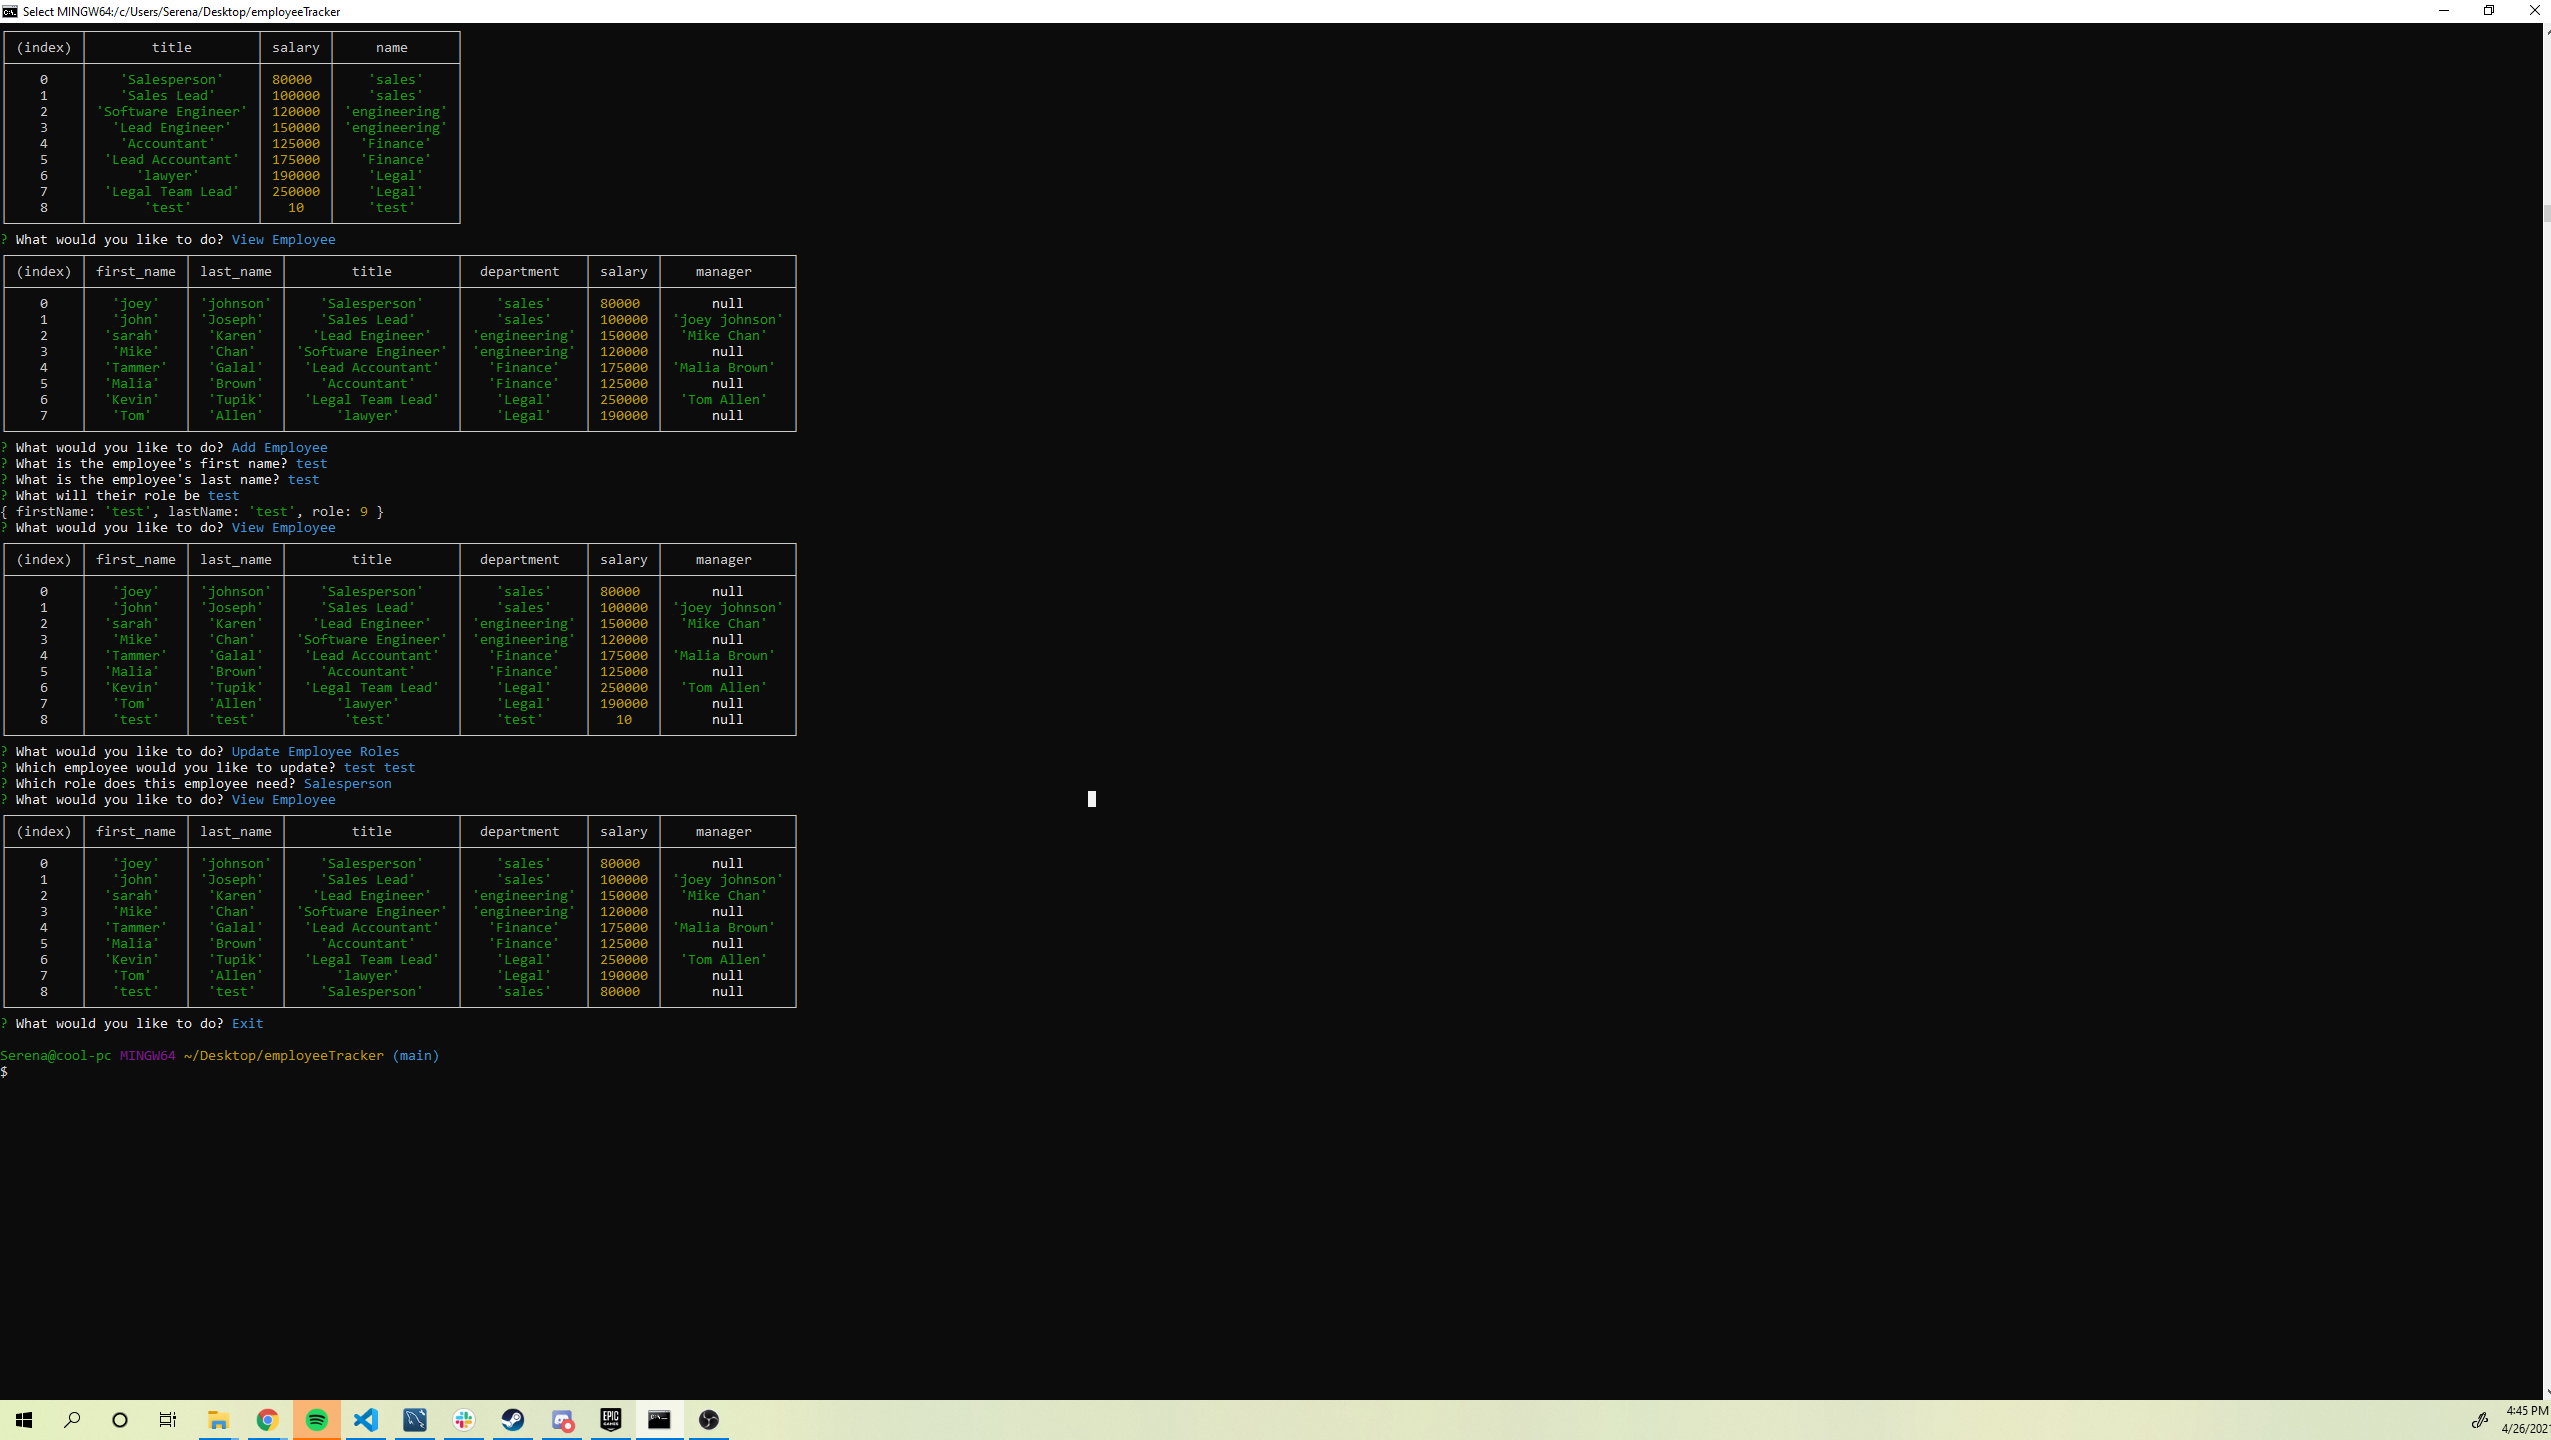 Select MINGW64:/c/Users/Serena/Desktop/employeeTracker
(index) title salary name
0 'Salesperson' 80000 'sales'
1 'Sales Lead' 100000 'sales'
2 'Software Engineer' 120000 'engineering'
3 'Lead Engineer' 150000 'engineering'
4 'Accountant' 125000 'Finance'
5 'Lead Accountant' 175000 'Finance'
6 'lawyer' 190000 'Legal'
7 'Legal Team Lead' 250000 'Legal'
8 'test' 10 'test'
? What would you like to do? View Employee
(index) first_name last_name title department salary manager
0 'joey' 'johnson' 'Salesperson' 'sales' 80000 null
1 'john' 'Joseph' 'Sales Lead' 'sales' 100000 'joey johnson'
2 'sarah' 'Karen' 'Lead Engineer' 'engineering' 150000 'Mike Chan'
3 'Mike' 'Chan' 'Software Engineer' 'engineering' 120000 null
4 'Tammer' 'Galal' 'Lead Accountant' 'Finance' 175000 'Malia Brown'
5 'Malia' 'Brown' 'Accountant' 'Finance' 125000 null
6 'Kevin' 'Tupik' 'Legal Team Lead' 'Legal' 250000 'Tom Allen'
7 'Tom' 'Allen' 'lawyer' 'Legal' 190000 null
? What would you like to do? Add Employee
? What is the employee's first name? test
? What is the employee's last name? test
? What will their role be test
{ firstName: 'test', lastName: 'test', role: 9 }
? What would you like to do? View Employee
(index) first_name last_name title department salary manager
0 'joey' 'johnson' 'Salesperson' 'sales' 80000 null
1 'john' 'Joseph' 'Sales Lead' 'sales' 100000 'joey johnson'
2 'sarah' 'Karen' 'Lead Engineer' 'engineering' 150000 'Mike Chan'
3 'Mike' 'Chan' 'Software Engineer' 'engineering' 120000 null
4 'Tammer' 'Galal' 'Lead Accountant' 'Finance' 175000 'Malia Brown'
5 'Malia' 'Brown' 'Accountant' 'Finance' 125000 null
6 'Kevin' 'Tupik' 'Legal Team Lead' 'Legal' 250000 'Tom Allen'
7 'Tom' 'Allen' 'lawyer' 'Legal' 190000 null
8 'test' 'test' 'test' 'test' 10 null
? What would you like to do? Update Employee Roles
? Which employee would you like to update? test test
? Which role does this employee need? Salesperson
? What would you like to do? View Employee
(index) first_name last_name title department salary manager
0 'joey' 'johnson' 'Salesperson' 'sales' 80000 null
1 'john' 'Joseph' 'Sales Lead' 'sales' 100000 'joey johnson'
2 'sarah' 'Karen' 'Lead Engineer' 'engineering' 150000 'Mike Chan'
3 'Mike' 'Chan' 'Software Engineer' 'engineering' 120000 null
4 'Tammer' 'Galal' 'Lead Accountant' 'Finance' 175000 'Malia Brown'
5 'Malia' 'Brown' 'Accountant' 'Finance' 125000 null
6 'Kevin' 'Tupik' 'Legal Team Lead' 'Legal' 250000 'Tom Allen'
7 'Tom' 'Allen' 'lawyer' 'Legal' 190000 null
8 'test' 'test' 'Salesperson' 'sales' 80000 null
? What would you like to do? Exit
Serena@cool-pc MINGW64 ~/Desktop/employeeTracker (main)
$
EPIC
GAMES
4:45 PM
4/26/202